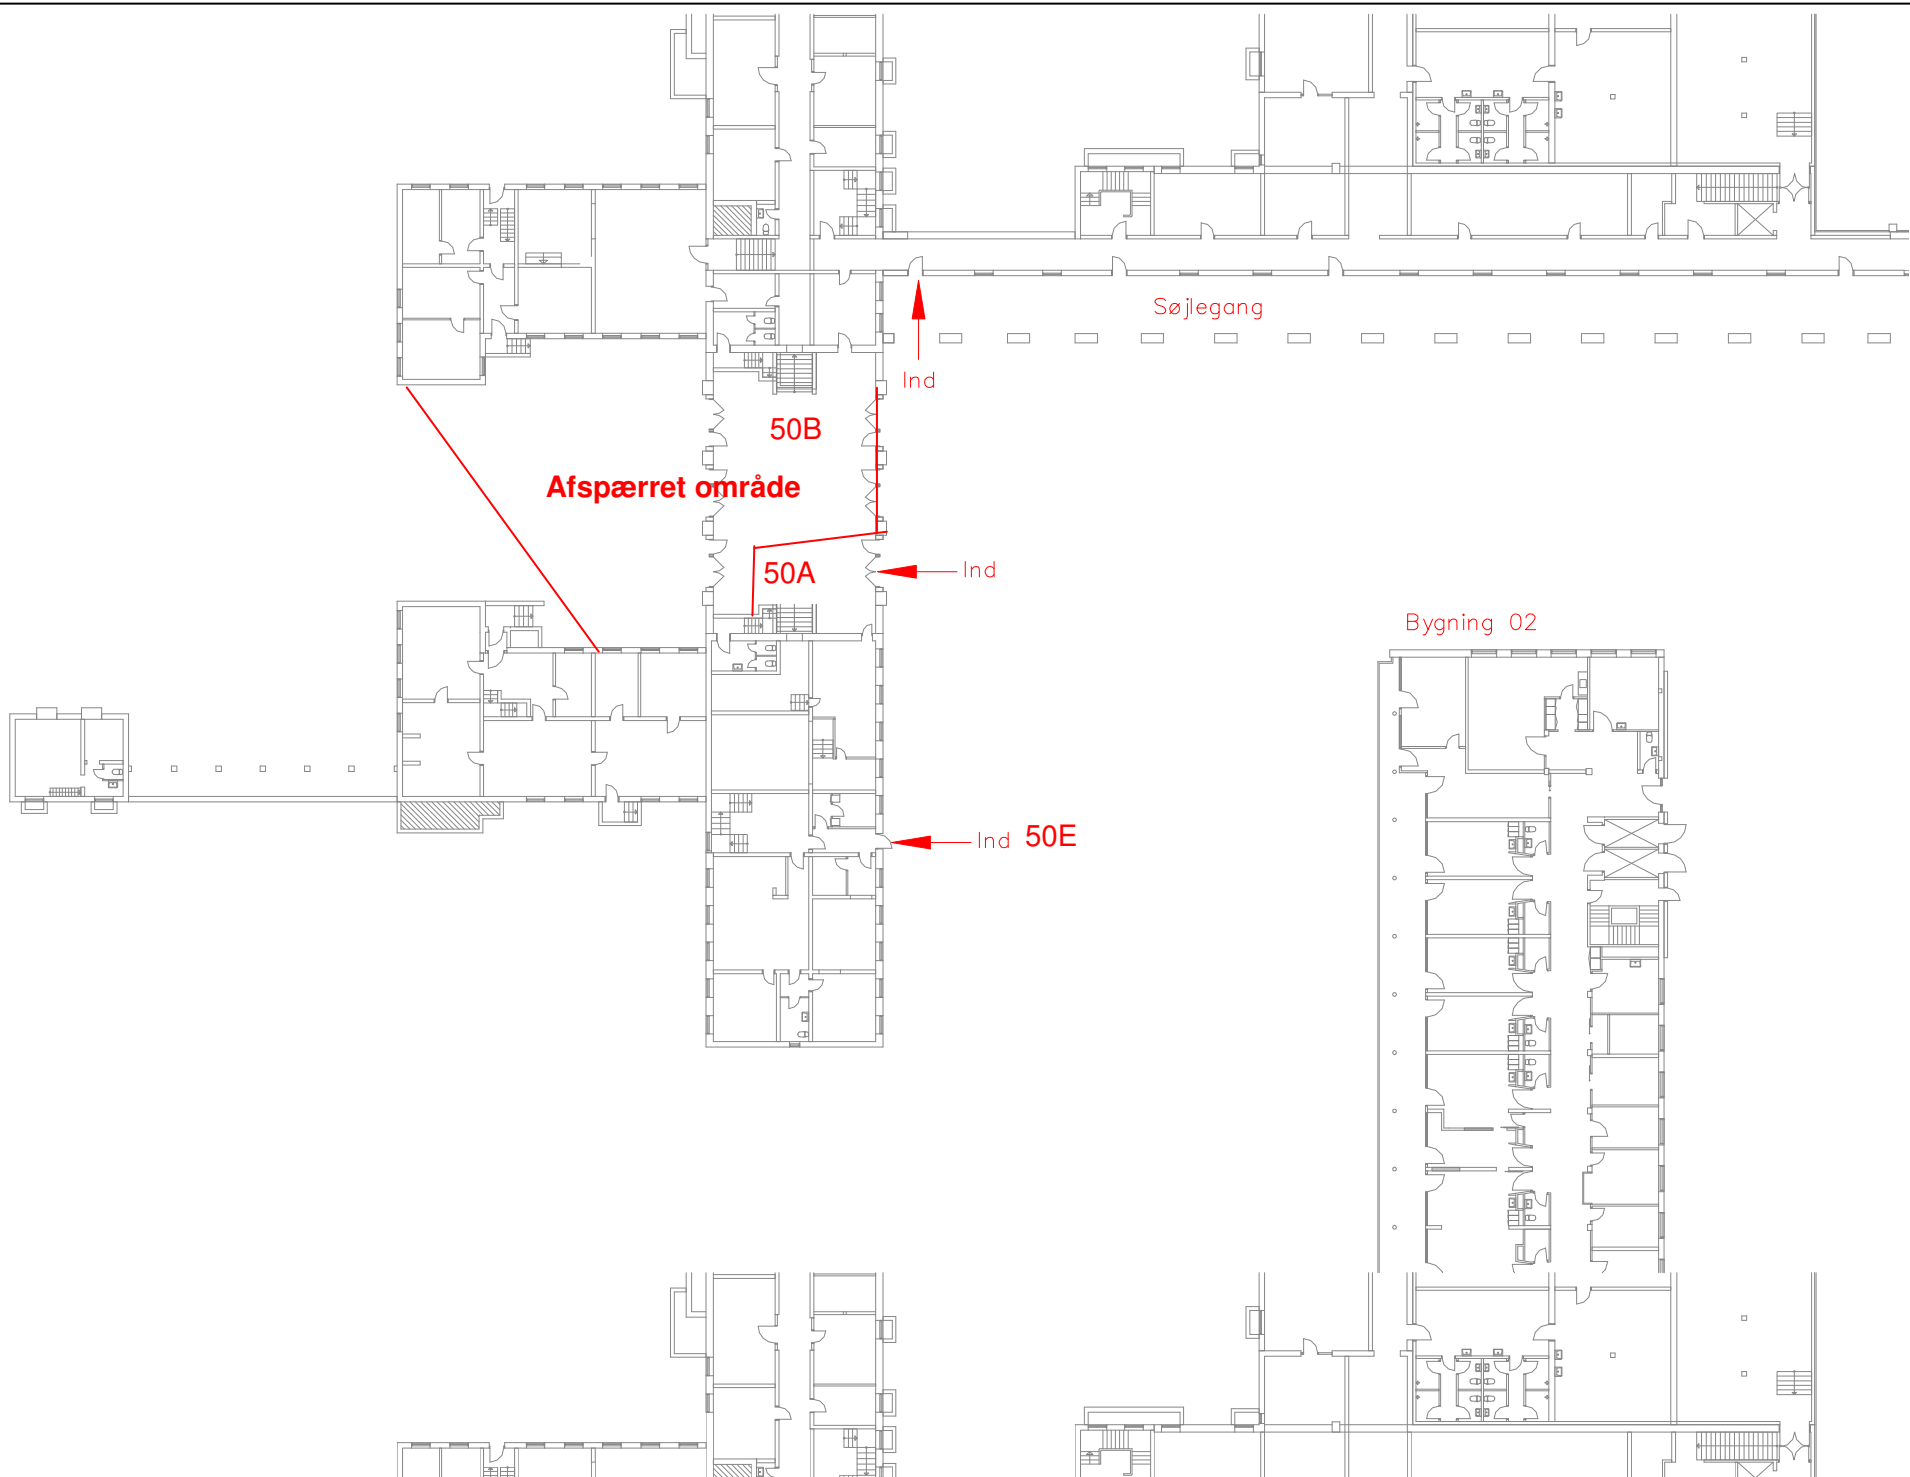 Søjlegang
Ind
50B
Afspærret område
50A
Ind
Bygning 02
Ind 50E